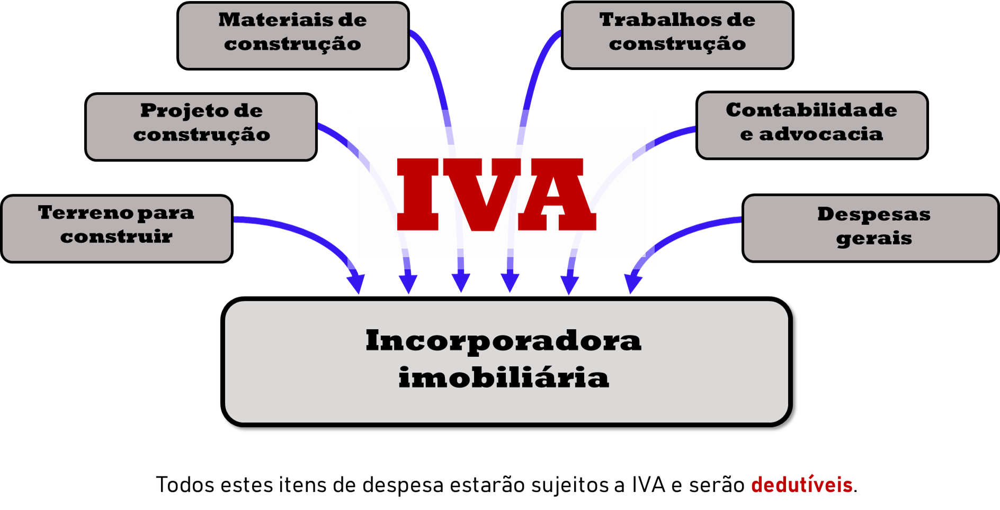 Materiais de
construção
Trabalhos de
construção
Projeto de
construção
Contabilidade
e advocacia
IVA
Terreno para
construir
Despesas
gerais
Incorporadora
imobiliária
Todos estes itens de despesa estarão sujeitos a IVA e serão dedutíveis.